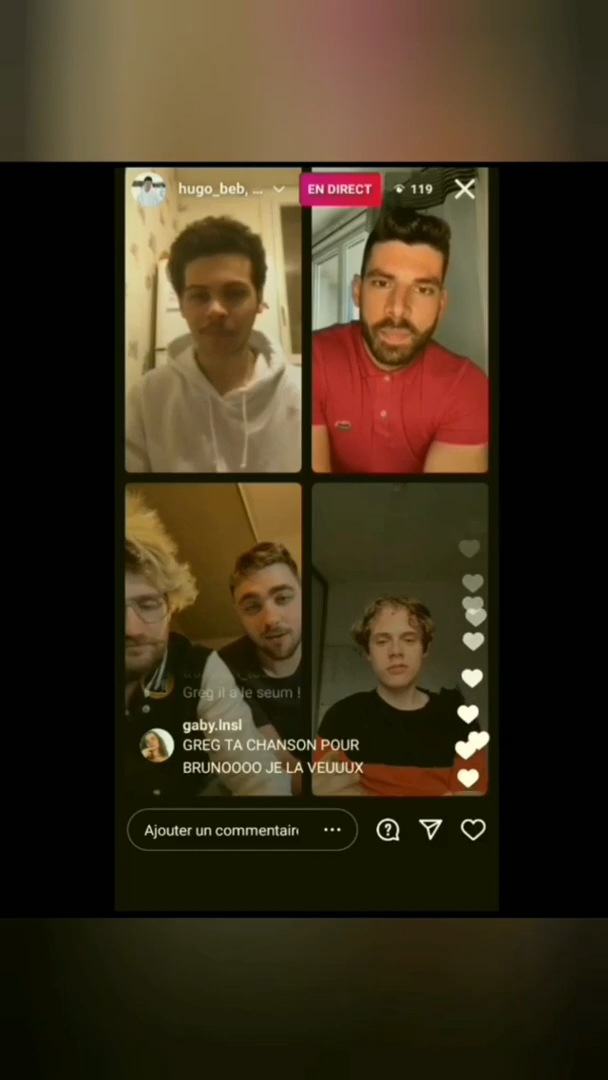 hugo_beb, ... EN DIRECT 119
Greg il a le seum !
gaby.lnsl
GREG TA CHANSON POUR
BRUNOOOO JE LA VEUUUX
Ajouter un commentair